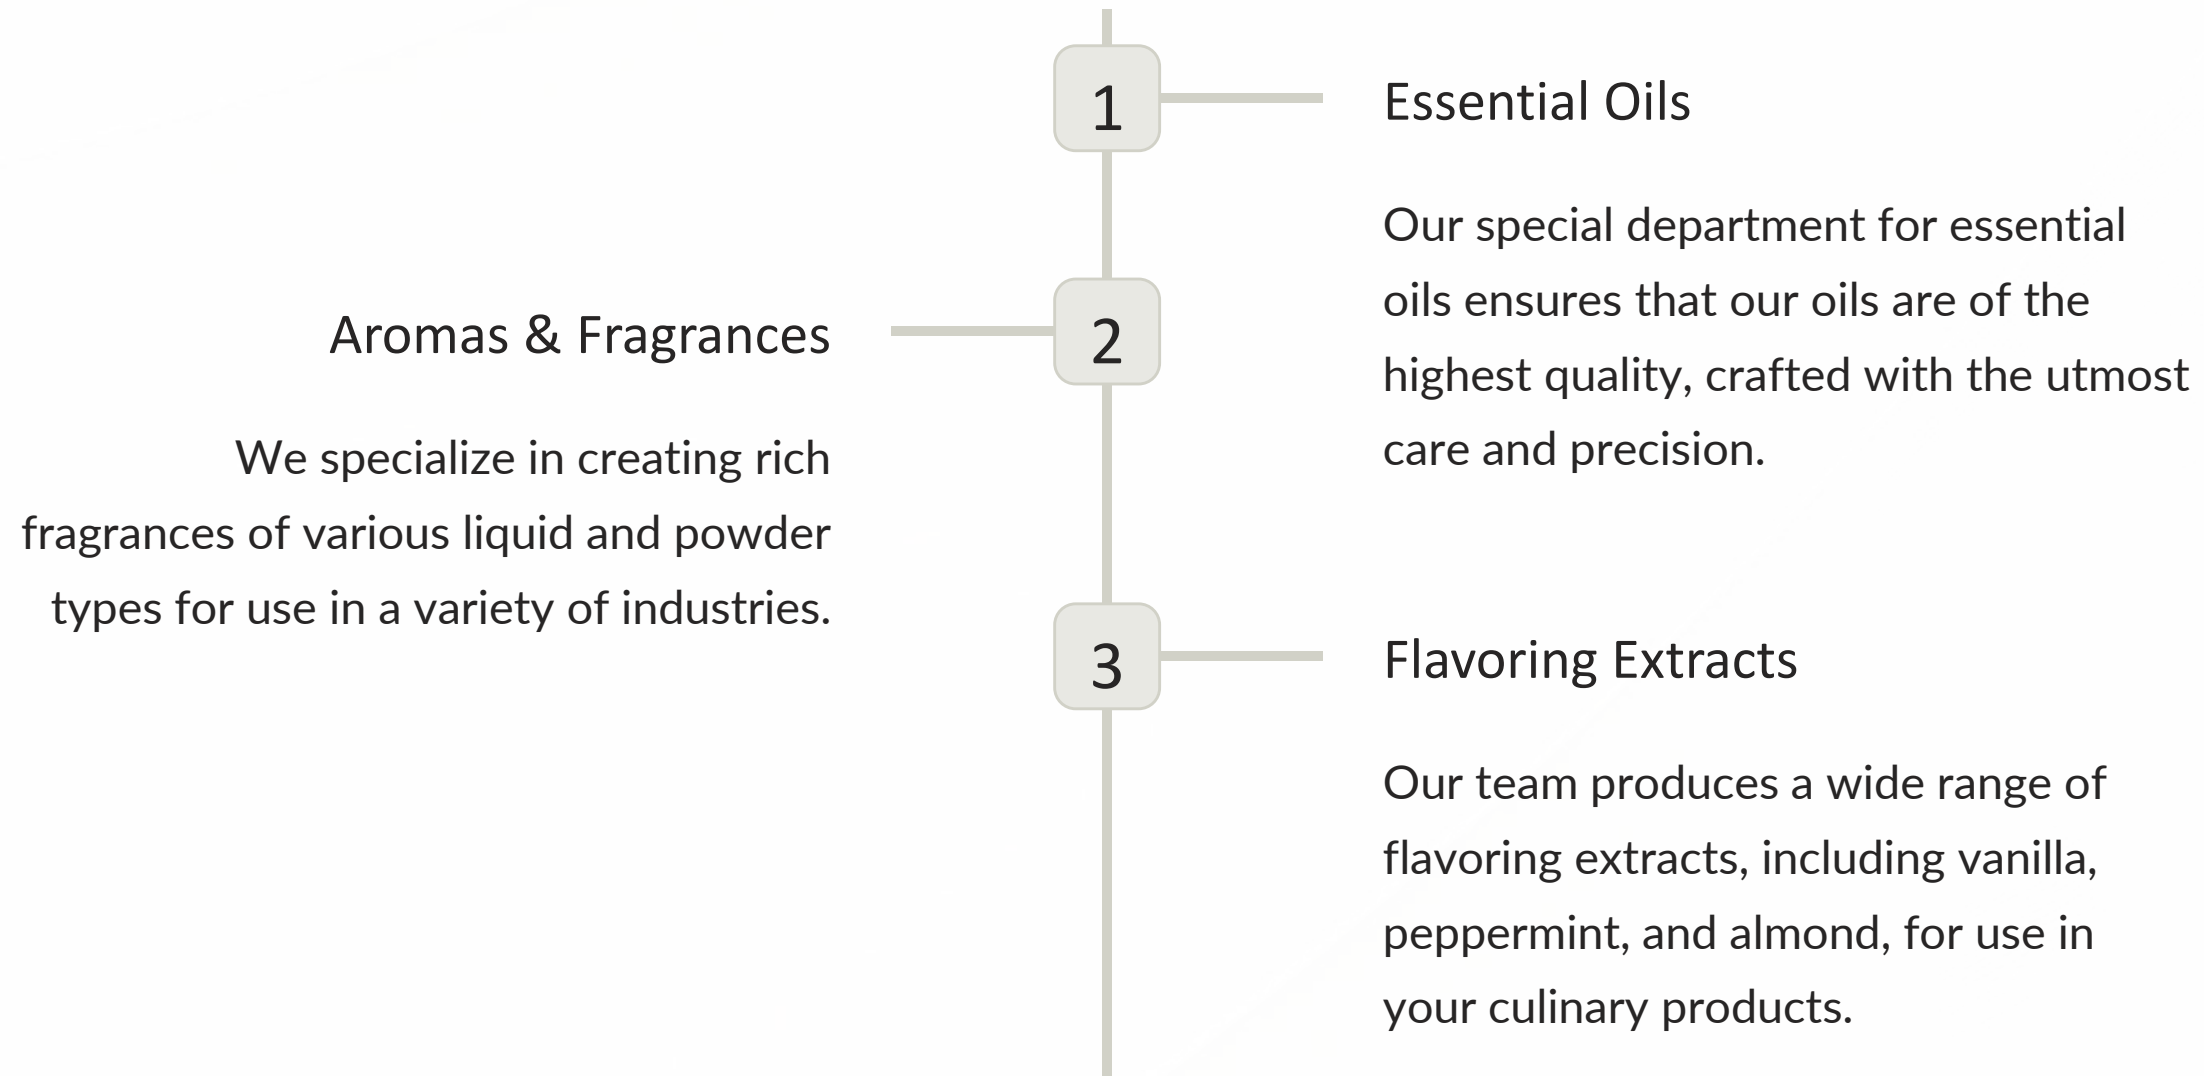 1
Essential Oils
Our special department for essential
oils ensures that our oils are of the
highest quality, crafted with the utmost
care and precision.
2
Aromas & Fragrances
We specialize in creating rich
fragrances of various liquid and powder
types for use in a variety of industries.
3
Flavoring Extracts
Our team produces a wide range of
flavoring extracts, including vanilla,
peppermint, and almond, for use in
your culinary products.